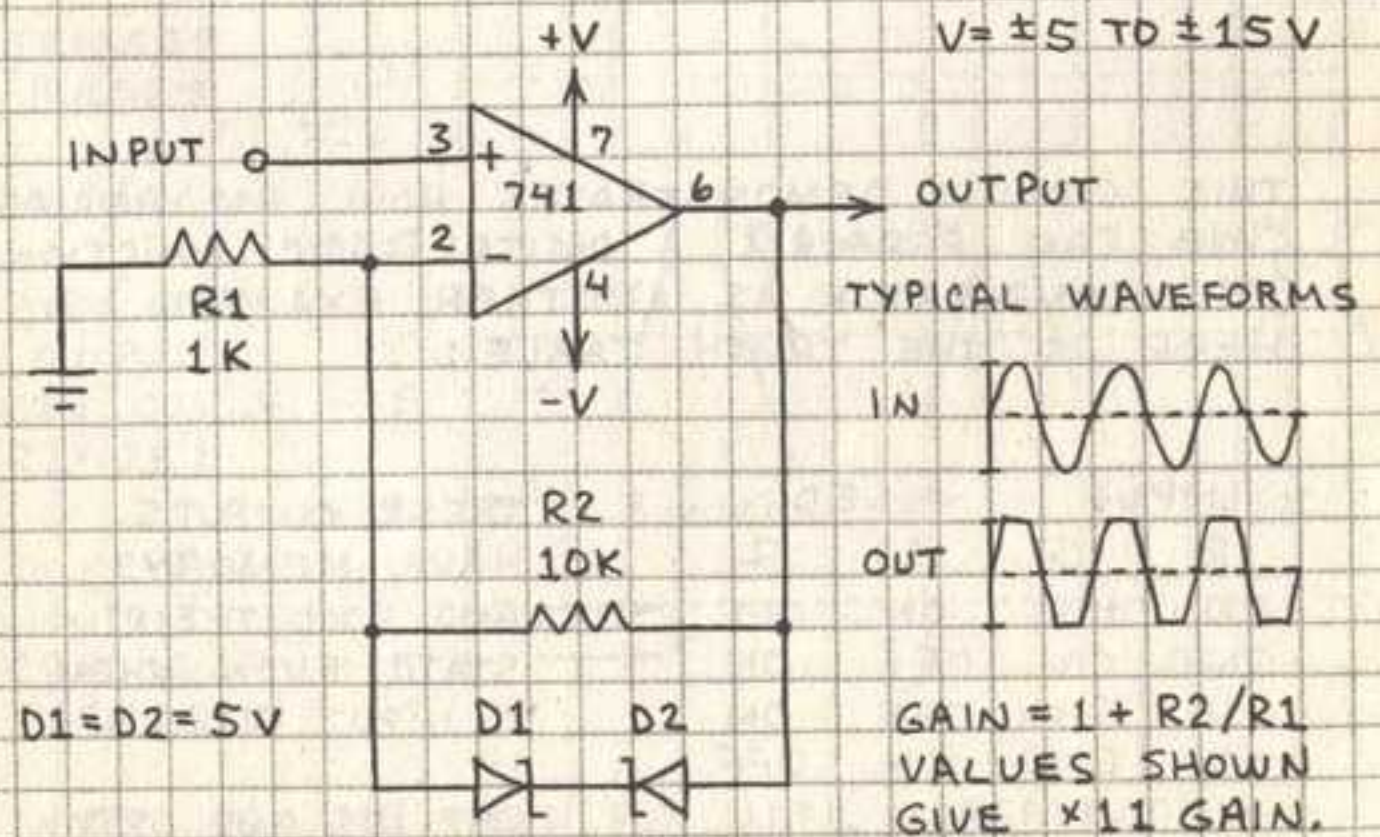 +V
V= ±5 TO ±15 V
INPUT
3
+
7
741
6
OUTPUT
2
-
4
R1
1K
-V
TYPICAL WAVEFORMS
IN
R2
10K
OUT
D1=D2=5V
D1
D2
GAIN = 1 + R2/R1
VALUES SHOWN
GIVE ×11 GAIN.